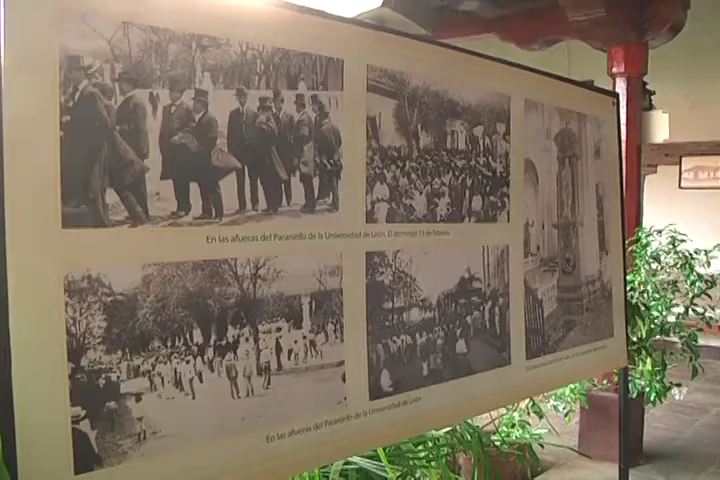 En las afueras del Paraninfo de la Universidad de León. El domingo 13 de febrero.
En las afueras del Paraninfo de la Universidad de León.